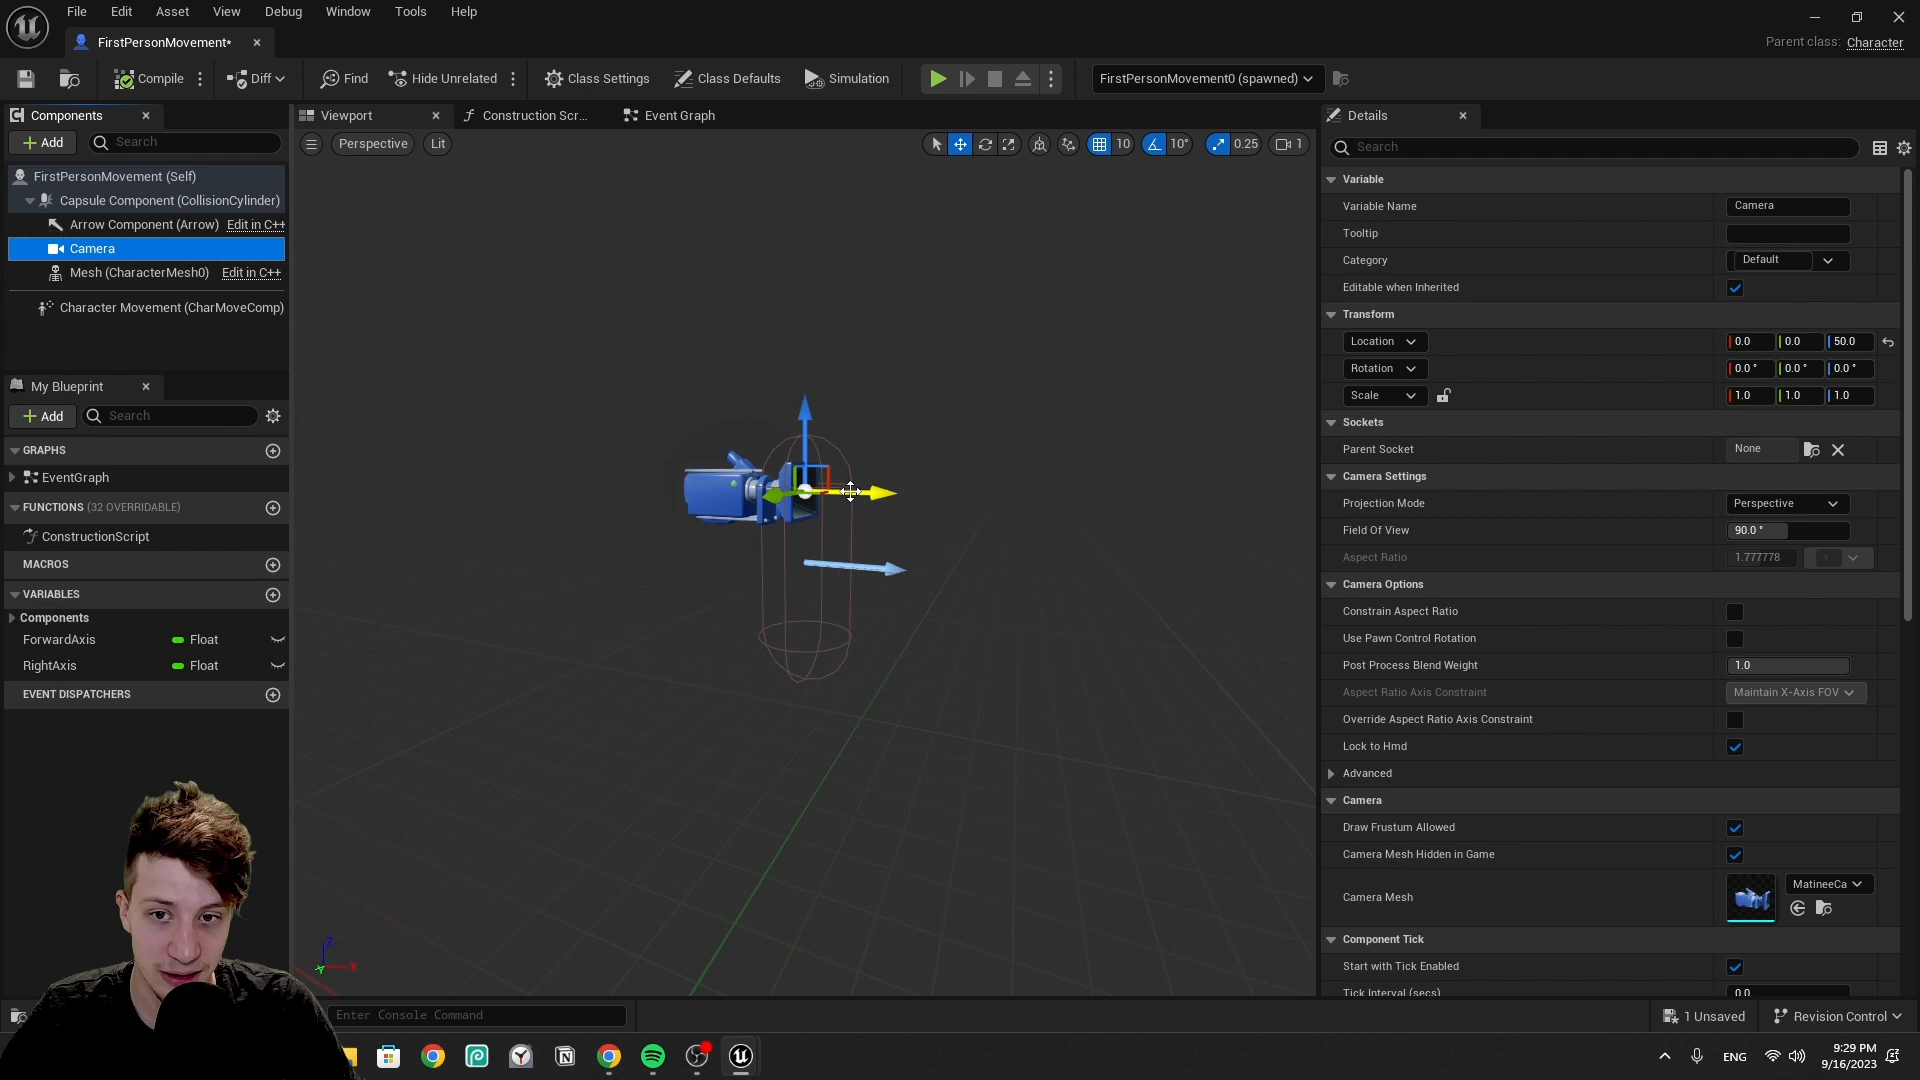 File Edit Asset View Debug Window Tools Help
FirstPersonMovement*
Parent class: Character
Compile
Diff
Find
Hide Unrelated
Class Settings
Class Defaults
Simulation
FirstPersonMovement0 (spawned)
Components
Add
Search
FirstPersonMovement (Self)
Capsule Component (CollisionCylinder)
Arrow Component (Arrow) Edit in C++
Camera
Mesh (CharacterMesh0) Edit in C++
Character Movement (CharMoveComp)
My Blueprint
Add
Search
GRAPHS
EventGraph
FUNCTIONS (32 OVERRIDABLE)
ConstructionScript
MACROS
VARIABLES
Components
ForwardAxis Float
RightAxis Float
EVENT DISPATCHERS
Viewport
Construction Scr...
Event Graph
Perspective
Lit
10
10°
0.25
1
Z
X
Y
Enter Console Command
Details
Search
Variable
Variable Name Camera
Tooltip
Category Default
Editable when Inherited
Transform
Location 0.0 0.0 50.0
Rotation 0.0 ° 0.0 ° 0.0 °
Scale 1.0 1.0 1.0
Sockets
Parent Socket None
Camera Settings
Projection Mode Perspective
Field Of View 90.0 °
Aspect Ratio 1.777778
Camera Options
Constrain Aspect Ratio
Use Pawn Control Rotation
Post Process Blend Weight 1.0
Aspect Ratio Axis Constraint Maintain X-Axis FOV
Override Aspect Ratio Axis Constraint
Lock to Hmd
Advanced
Camera
Draw Frustum Allowed
Camera Mesh Hidden in Game
Camera Mesh MatineeCa
Component Tick
Start with Tick Enabled
Tick Interval (secs) 0.0
1 Unsaved
Revision Control
ENG
9:29 PM
9/16/2023